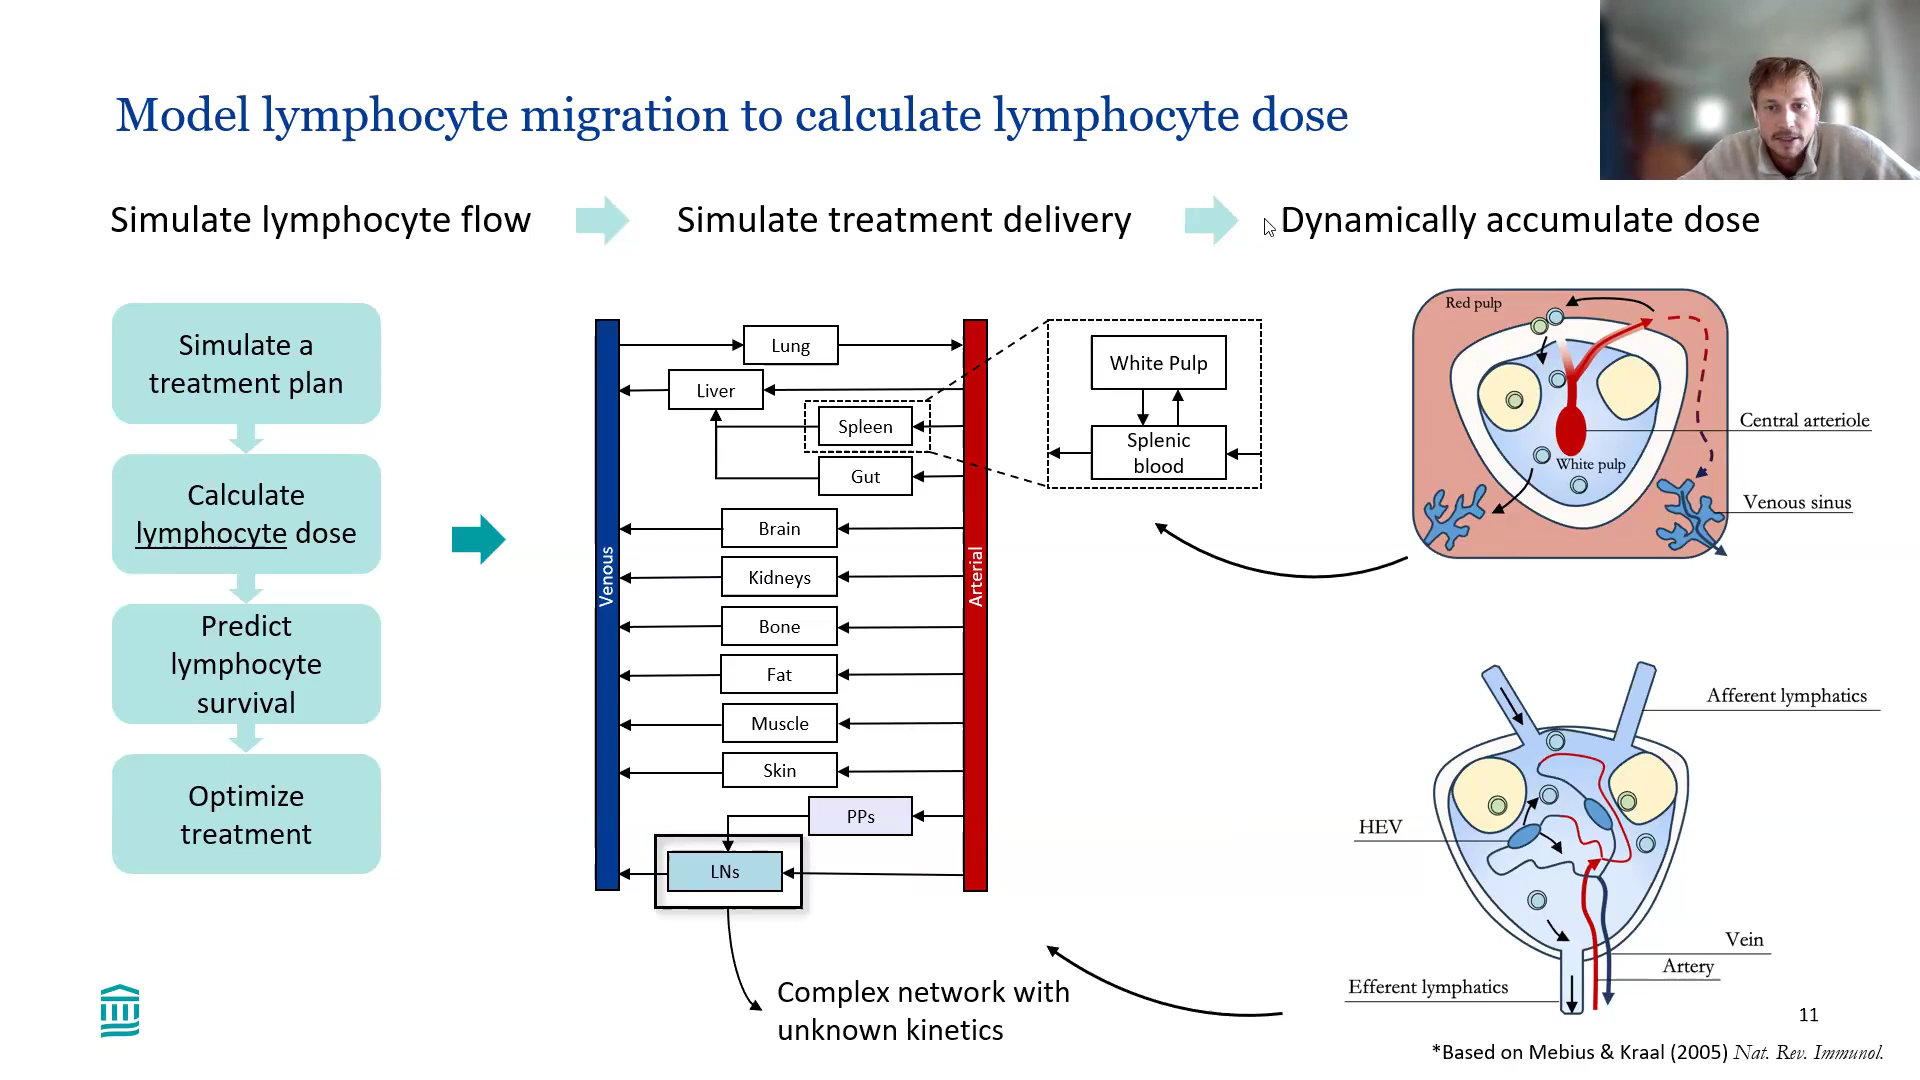 Model lymphocyte migration to calculate lymphocyte dose
Simulate lymphocyte flow
Simulate treatment delivery
Dynamically accumulate dose
Simulate a
treatment plan
Calculate
lymphocyte dose
Predict
lymphocyte
survival
Optimize
treatment
Venous
Arterial
Lung
Liver
Spleen
Gut
Brain
Kidneys
Bone
Fat
Muscle
Skin
PPs
LNs
White Pulp
Splenic
blood
Complex network with
unknown kinetics
Red pulp
Central arteriole
White pulp
Venous sinus
Afferent lymphatics
HEV
Vein
Artery
Efferent lymphatics
11
*Based on Mebius & Kraal (2005) Nat. Rev. Immunol.